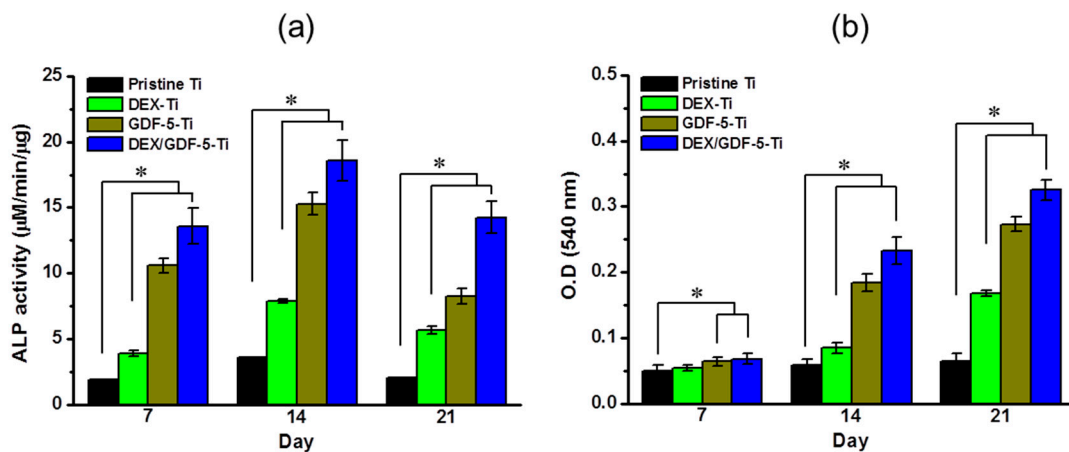 (a)
25
20
15
10
5
0
ALP activity (μM/min/μg)
Pristine Ti
DEX-Ti
GDF-5-Ti
DEX/GDF-5-Ti
*
*
*
7
14
21
Day
(b)
0.5
0.4
0.3
0.2
0.1
0.0
O.D (540 nm)
Pristine Ti
DEX-Ti
GDF-5-Ti
DEX/GDF-5-Ti
*
*
*
7
14
21
Day